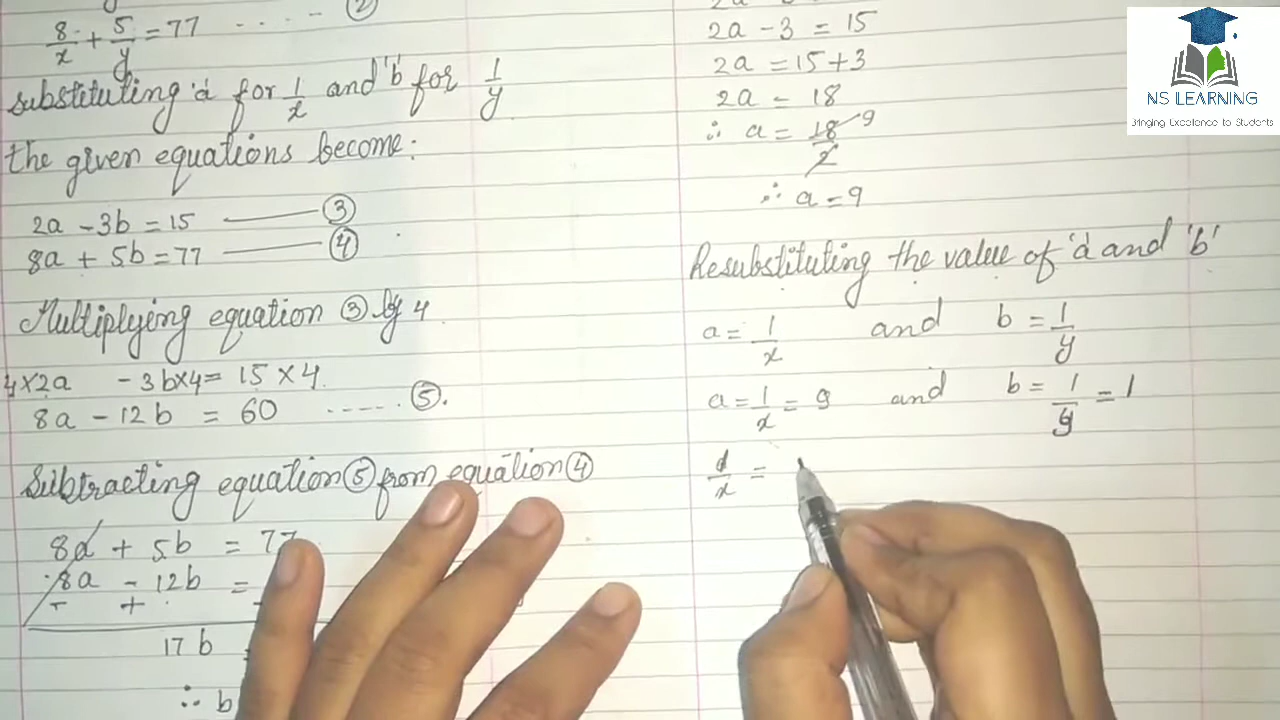 ②
8/x + 5/y = 77 .....
substituting 'a' for 1/x and 'b' for 1/y
the given equations become:
2a - 3b = 15 ——— ③
8a + 5b = 77 ——— ④
Multiplying equation ③ by 4
4×2a - 3b×4 = 15 × 4
8a - 12b = 60 ..... ⑤.
Subtracting equation ⑤ from equation ④
8a + 5b = 77
8a - 12b =
- + -
17 b
∴ b
2a - 3 = 15
2a = 15 + 3
2a = 18
∴ a = 18/2 9
∴ a = 9
Resubstituting the value of 'a' and 'b'
a = 1/x and b = 1/y
a = 1/x = 9 and b = 1/y = 1
1/x =
NS LEARNING
Bringing Excellence to Students